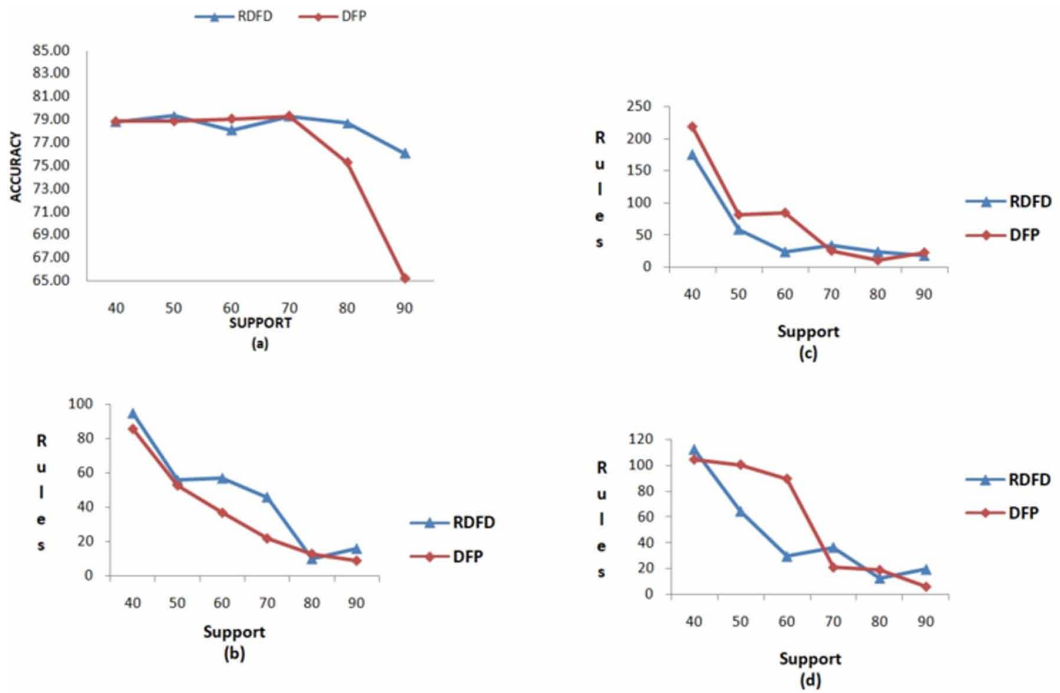 RDFD DFP
85.00
83.00
81.00
79.00
77.00
75.00
73.00
71.00
69.00
67.00
65.00
ACCURACY
40 50 60 70 80 90
SUPPORT
(a)
250
200
150
100
50
0
Rules
40 50 60 70 80 90
Support
(c)
RDFD
DFP
100
80
60
40
20
0
Rules
40 50 60 70 80 90
Support
(b)
RDFD
DFP
120
100
80
60
40
20
0
Rules
40 50 60 70 80 90
Support
(d)
RDFD
DFP